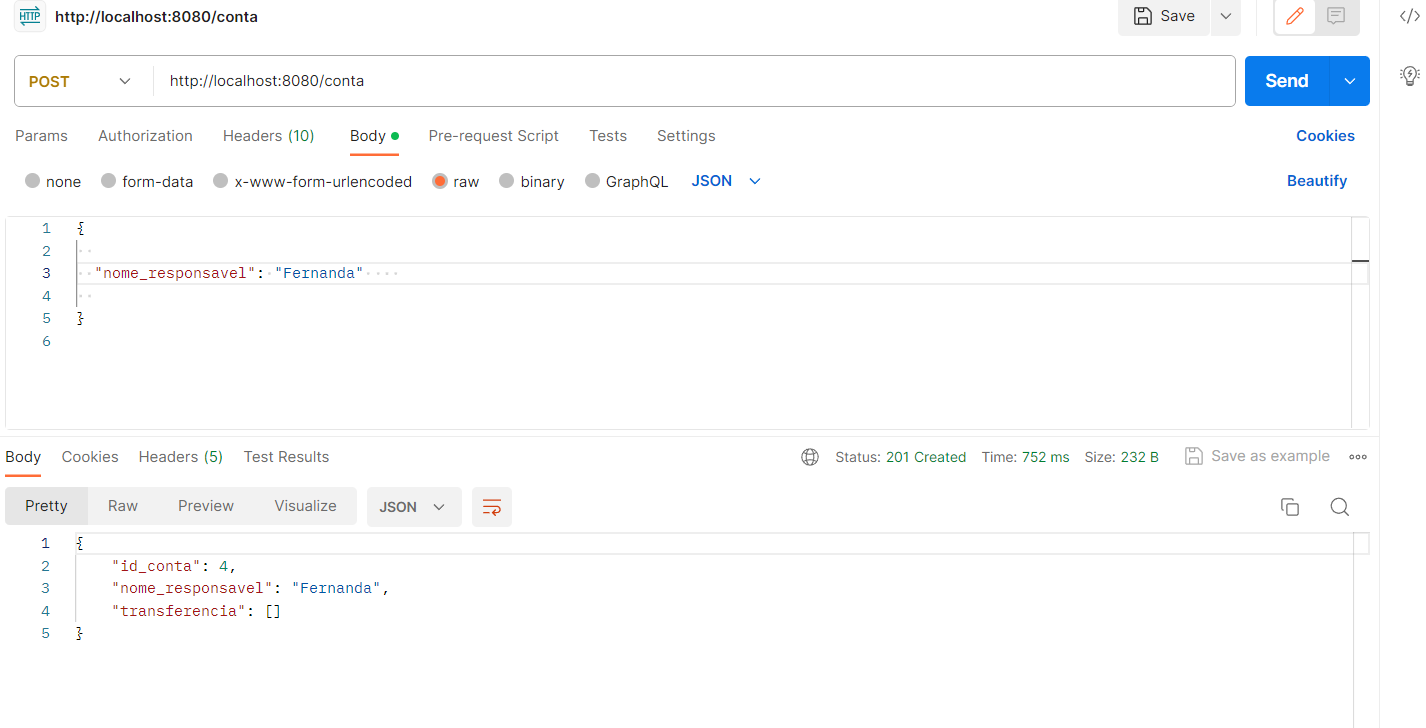 HTTP http://localhost:8080/conta Save
POST http://localhost:8080/conta Send
Params Authorization Headers (10) Body Pre-request Script Tests Settings Cookies
none form-data x-www-form-urlencoded raw binary GraphQL JSON Beautify
1 {
2
3 "nome_responsavel": "Fernanda"
4
5 }
6
Body Cookies Headers (5) Test Results Status: 201 Created Time: 752 ms Size: 232 B Save as example
Pretty Raw Preview Visualize JSON
1 {
2 "id_conta": 4,
3 "nome_responsavel": "Fernanda",
4 "transferencia": []
5 }